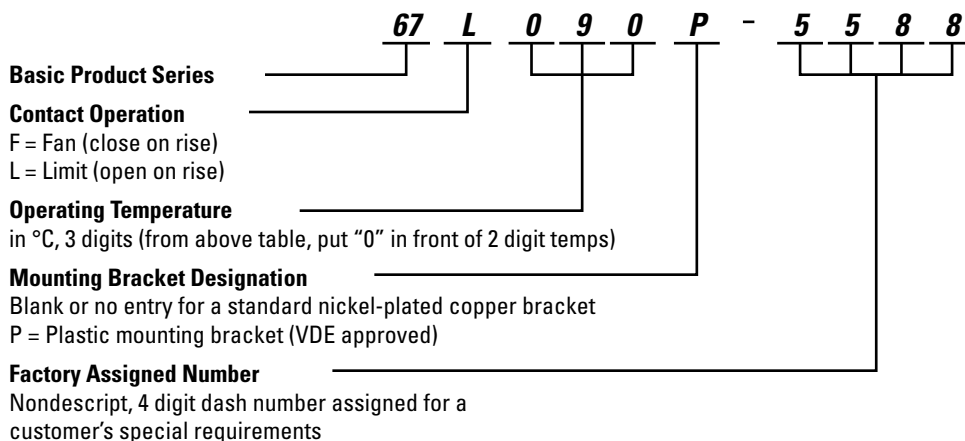 67 L 0 9 0 P - 5 5 8 8
Basic Product Series
Contact Operation
F = Fan (close on rise)
L = Limit (open on rise)
Operating Temperature
in °C, 3 digits (from above table, put “0” in front of 2 digit temps)
Mounting Bracket Designation
Blank or no entry for a standard nickel-plated copper bracket
P = Plastic mounting bracket (VDE approved)
Factory Assigned Number
Nondescript, 4 digit dash number assigned for a
customer’s special requirements